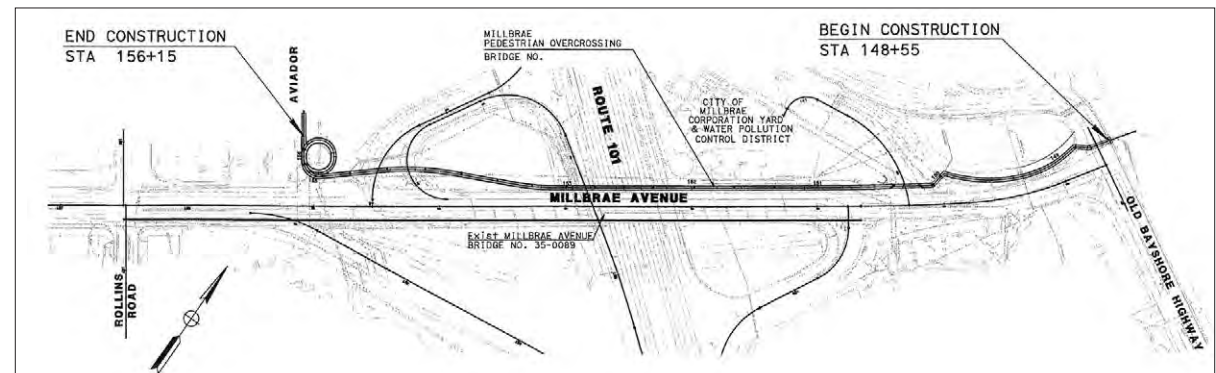 END CONSTRUCTION
STA 156+15
AVIADOR
MILLBRAE
PEDESTRIAN OVERCROSSING
BRIDGE NO.
ROUTE 101
CITY OF
MILLBRAE
CORPORATION YARD
& WATER POLLUTION
CONTROL DISTRICT
BEGIN CONSTRUCTION
STA 148+55
MILLBRAE AVENUE
Exist MILLBRAE AVENUE
BRIDGE NO. 35-0089
ROLLINS
ROAD
OLD BAYSHORE HIGHWAY